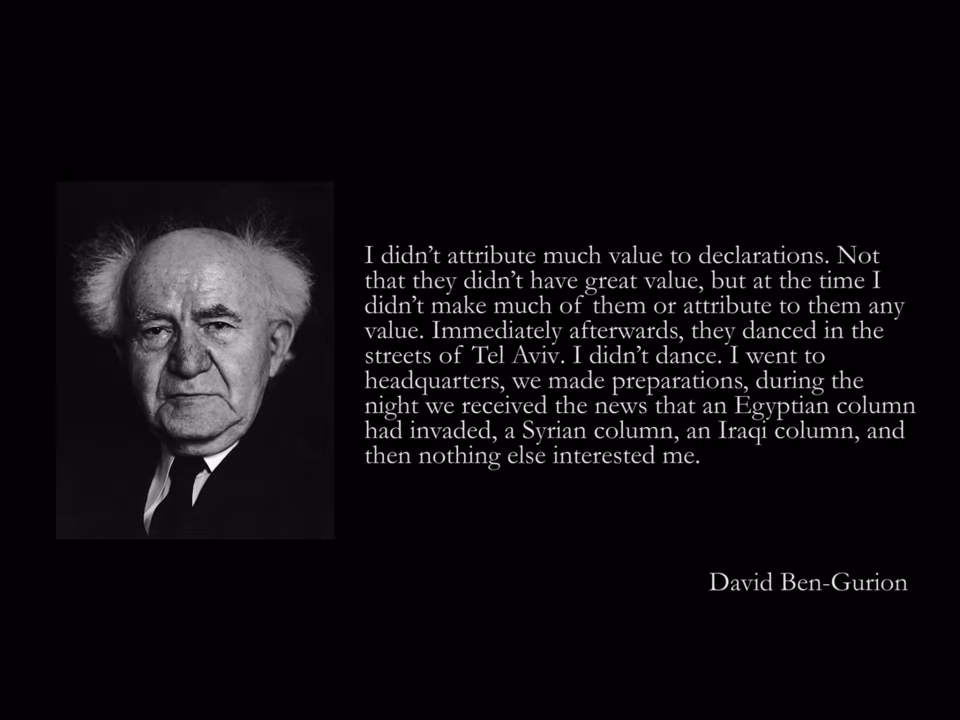 I didn’t attribute much value to declarations. Not
that they didn’t have great value, but at the time I
didn’t make much of them or attribute to them any
value. Immediately afterwards, they danced in the
streets of Tel Aviv. I didn’t dance. I went to
headquarters, we made preparations, during the
night we received the news that an Egyptian column
had invaded, a Syrian column, an Iraqi column, and
then nothing else interested me.
David Ben-Gurion